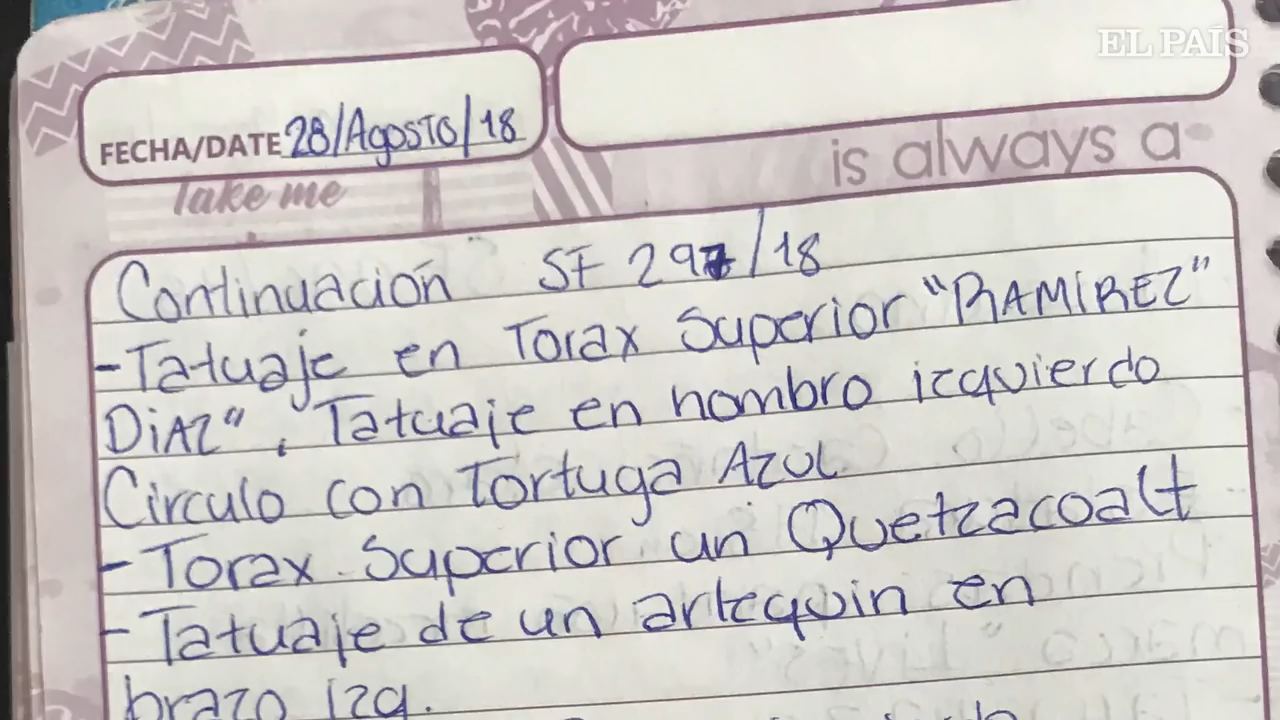 EL PAÍS
FECHA/DATE 28/Agosto/18
is always a
Take me
Continuación SF 297/18
-Tatuaje en Torax Superior "RAMIREZ"
DiAZ". Tatuaje en hombro izquierdo
Circulo con Tortuga Azul
-Torax Superior un Quetzacoalt
-Tatuaje de un arlequin en
brazo izq.